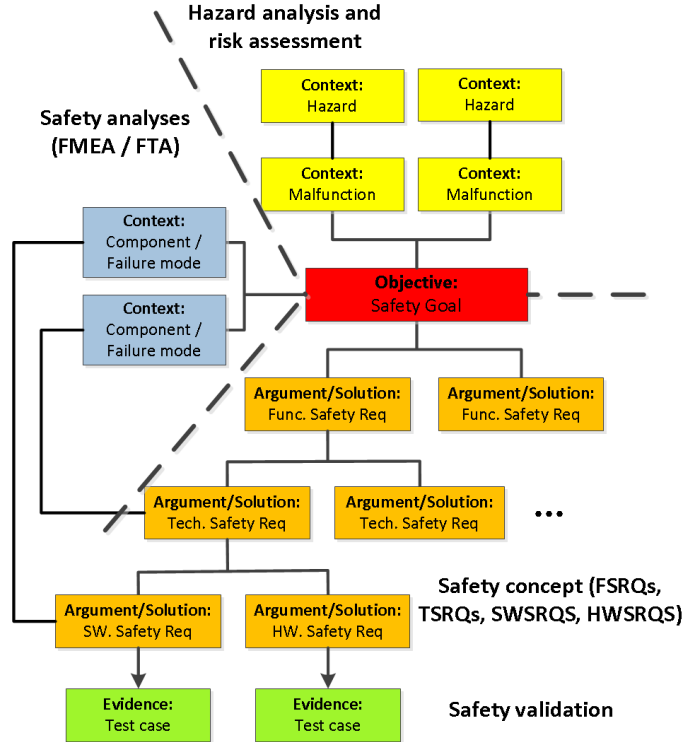 Hazard analysis and
risk assessment
Safety analyses
(FMEA / FTA)
Context:
Hazard
Context:
Hazard
Context:
Malfunction
Context:
Malfunction
Context:
Component /
Failure mode
Context:
Component /
Failure mode
Objective:
Safety Goal
Argument/Solution:
Func. Safety Req
Argument/Solution:
Func. Safety Req
Argument/Solution:
Tech. Safety Req
Argument/Solution:
Tech. Safety Req
...
Safety concept (FSRQs,
TSRQs, SWSRQS, HWSRQS)
Argument/Solution:
SW. Safety Req
Argument/Solution:
HW. Safety Req
Evidence:
Test case
Evidence:
Test case
Safety validation